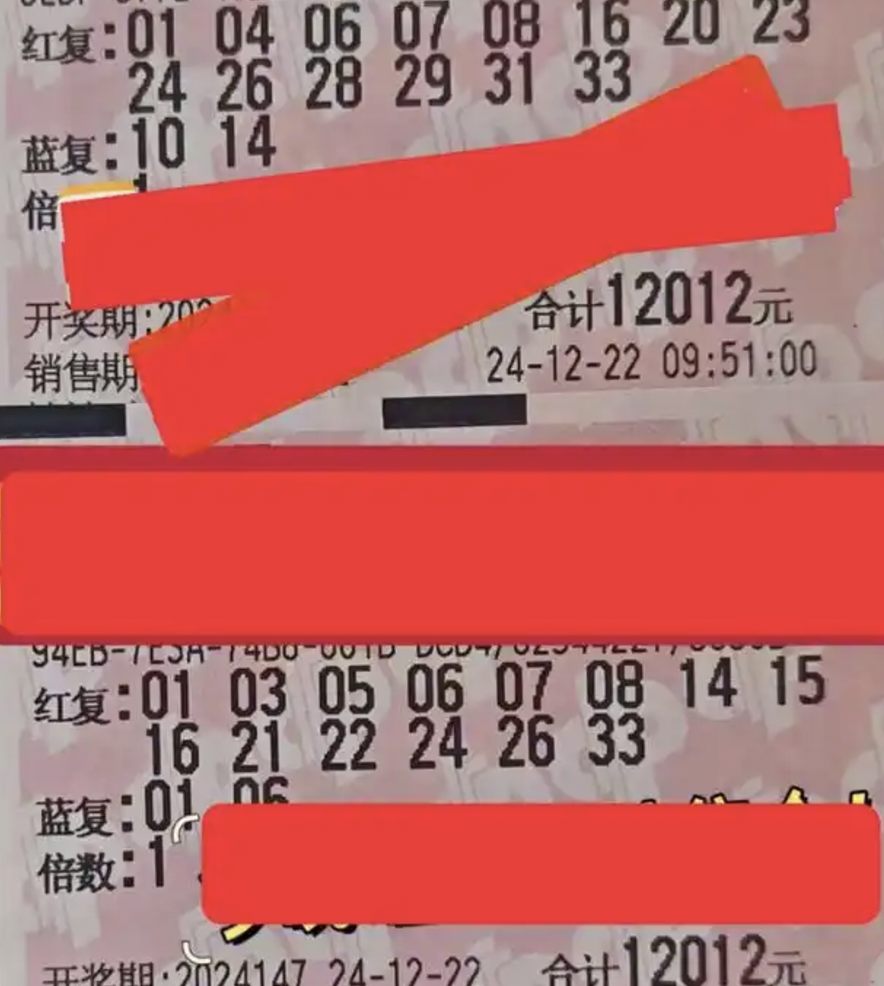 红复:01 04 06 07 08 16 20 23
24 26 28 29 31 33
蓝复:10 14
倍
开奖期:202
合计12012元
销售期
24-12-22 09:51:00
红复:01 03 05 06 07 08 14 15
16 21 22 24 26 33
蓝复:01 06
倍数:1
开奖期:2024147 24-12-22 合计12012元